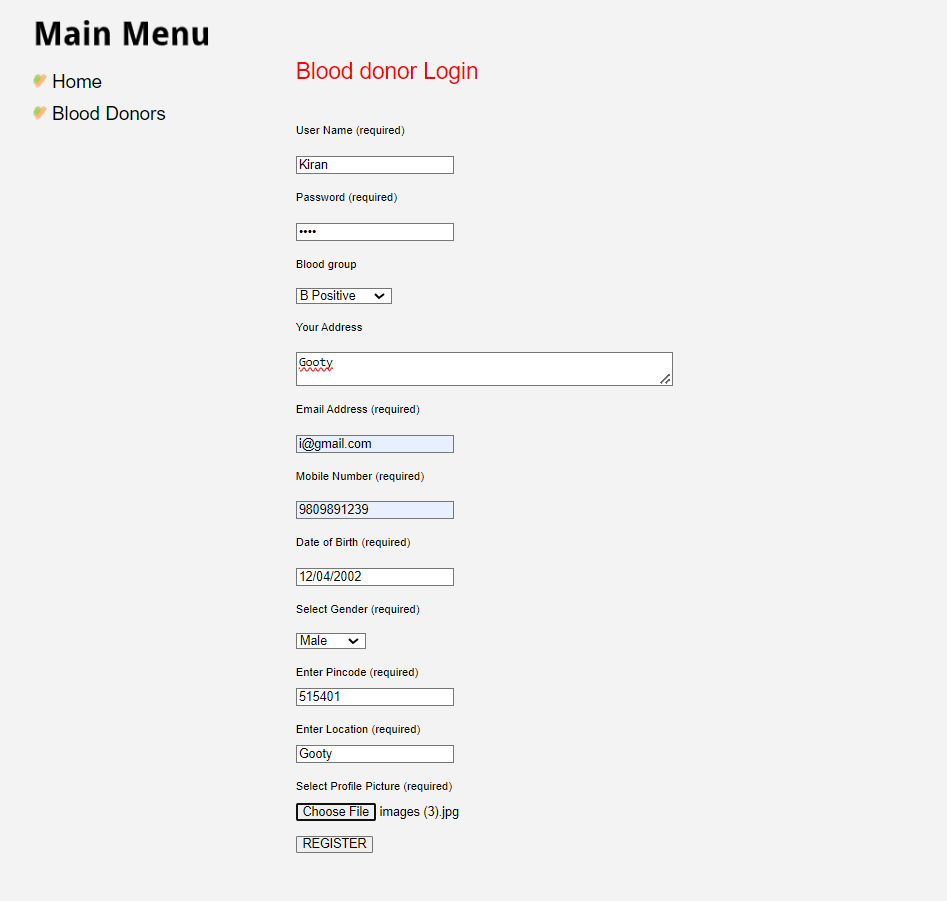 Main Menu
Home
Blood Donors
Blood donor Login
User Name (required)
Kiran
Password (required)
••••
Blood group
B Positive
Your Address
Gooty
Email Address (required)
i@gmail.com
Mobile Number (required)
9809891239
Date of Birth (required)
12/04/2002
Select Gender (required)
Male
Enter Pincode (required)
515401
Enter Location (required)
Gooty
Select Profile Picture (required)
Choose File images (3).jpg
REGISTER